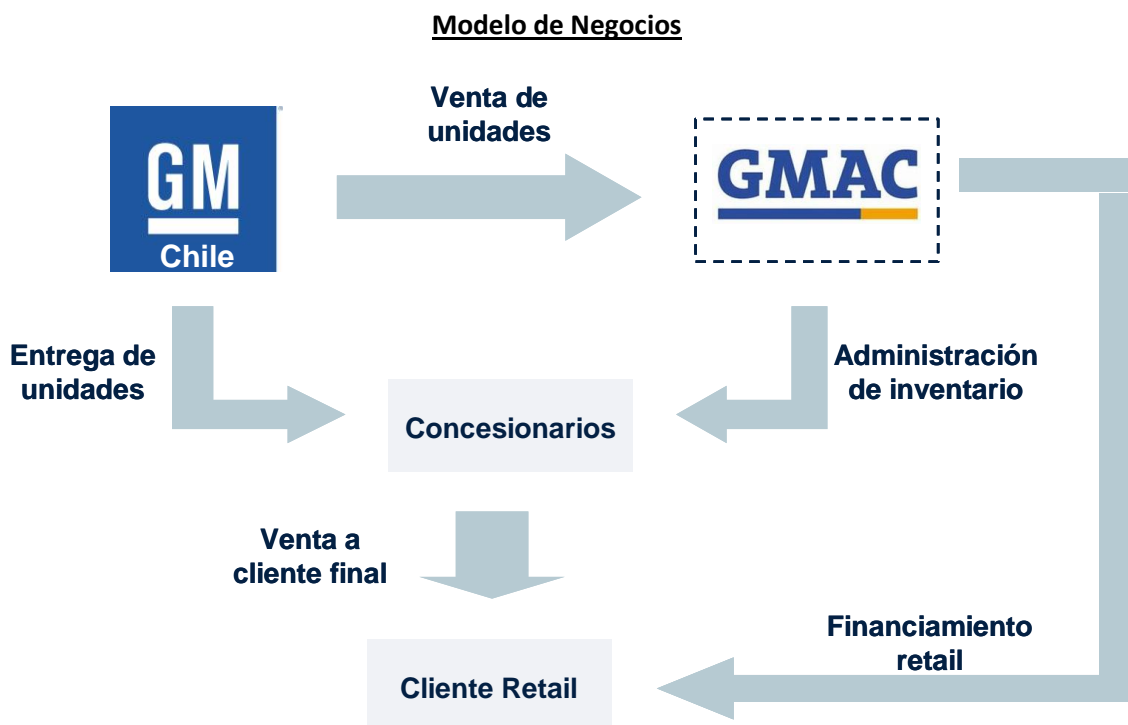 Modelo de Negocios
Venta de
unidades
GM
Chile
GMAC
Entrega de
unidades
Administración
de inventario
Concesionarios
Venta a
cliente final
Financiamiento
retail
Cliente Retail